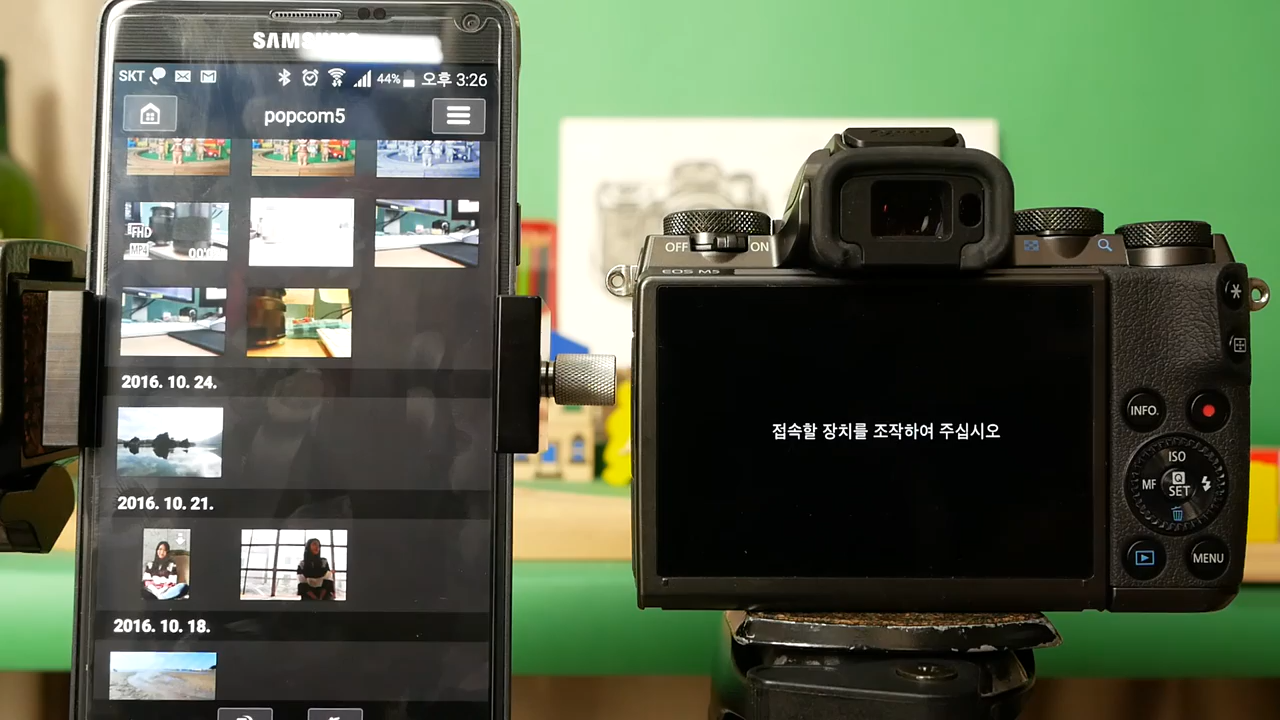 SAMSUNG
SKT 44% 오후 3:26
popcom5
FHD
MP4
2016. 10. 24.
2016. 10. 21.
2016. 10. 18.
OFF ON
EOS M5
접속할 장치를 조작하여 주십시오
INFO.
ISO
MF
Q
SET
MENU